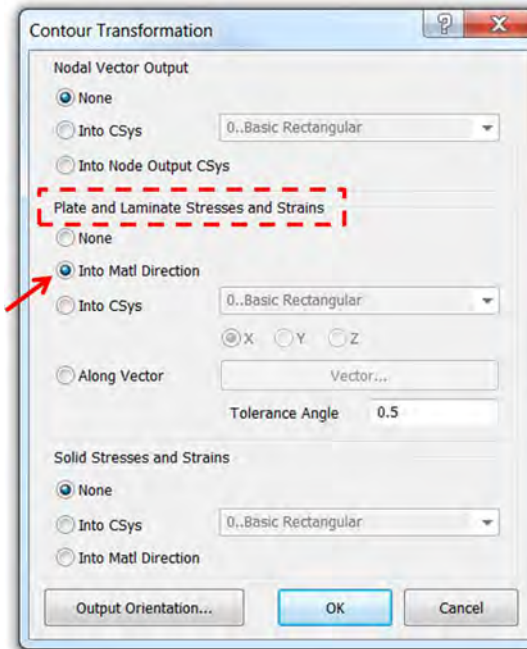 Contour Transformation
Nodal Vector Output
None
Into CSys
0..Basic Rectangular
Into Node Output CSys
Plate and Laminate Stresses and Strains
None
Into Matl Direction
Into CSys
0..Basic Rectangular
X Y Z
Along Vector
Vector...
Tolerance Angle 0.5
Solid Stresses and Strains
None
Into CSys
0..Basic Rectangular
Into Matl Direction
Output Orientation... OK Cancel